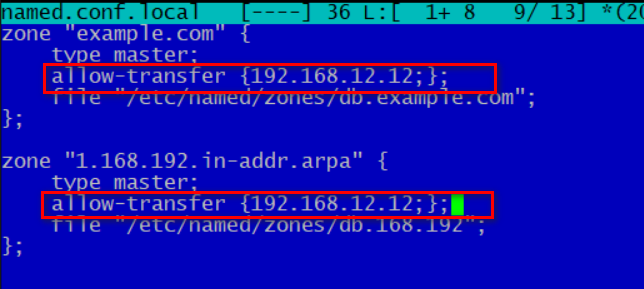 named.conf.local [----] 36 L:[ 1+ 8 9/ 13] *(20
zone "example.com" {
type master;
allow-transfer {192.168.12.12;};
file "/etc/named/zones/db.example.com";
};
zone "1.168.192.in-addr.arpa" {
type master;
allow-transfer {192.168.12.12;};
file "/etc/named/zones/db.168.192";
};